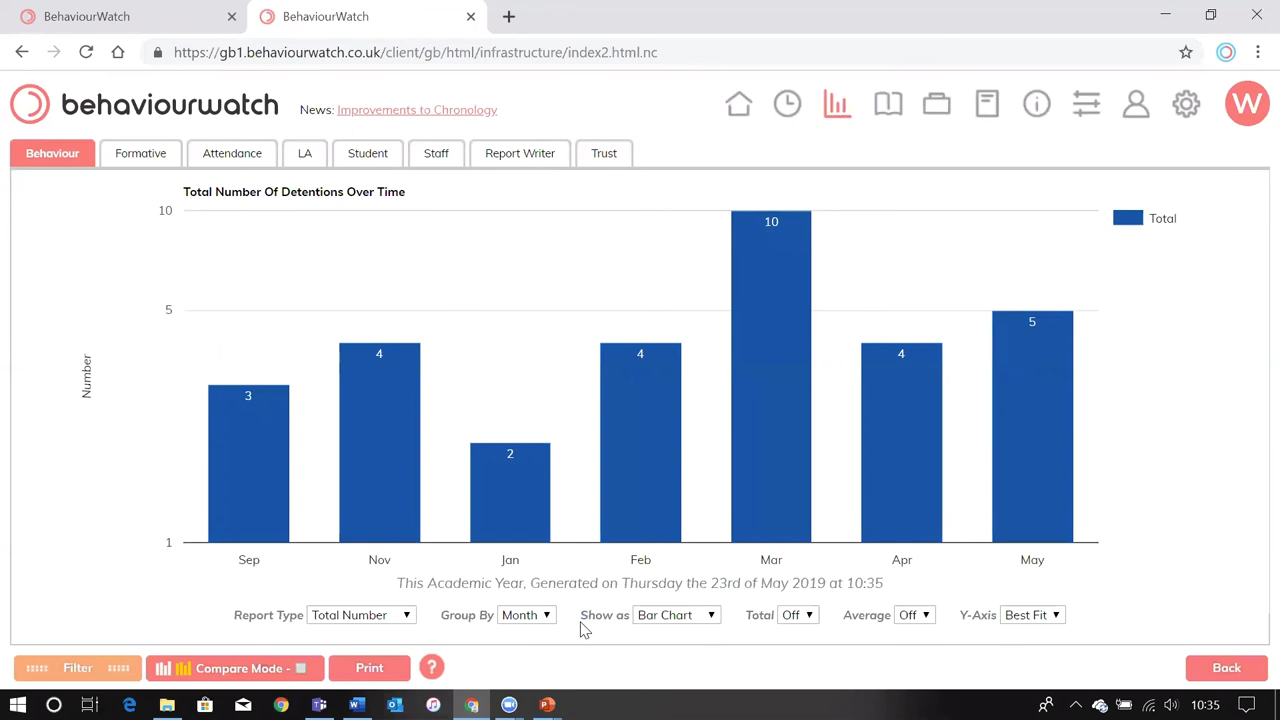 BehaviourWatch
BehaviourWatch
https://gb1.behaviourwatch.co.uk/client/gb/html/infrastructure/index2.html.nc
behaviourwatch
News: Improvements to Chronology
W
Behaviour
Formative
Attendance
LA
Student
Staff
Report Writer
Trust
Total Number Of Detentions Over Time
10
5
1
Number
3
4
2
4
10
4
5
Total
Sep
Nov
Jan
Feb
Mar
Apr
May
This Academic Year, Generated on Thursday the 23rd of May 2019 at 10:35
Report Type Total Number
Group By Month
Show as Bar Chart
Total Off
Average Off
Y-Axis Best Fit
Filter
Compare Mode -
Print
?
Back
10:35